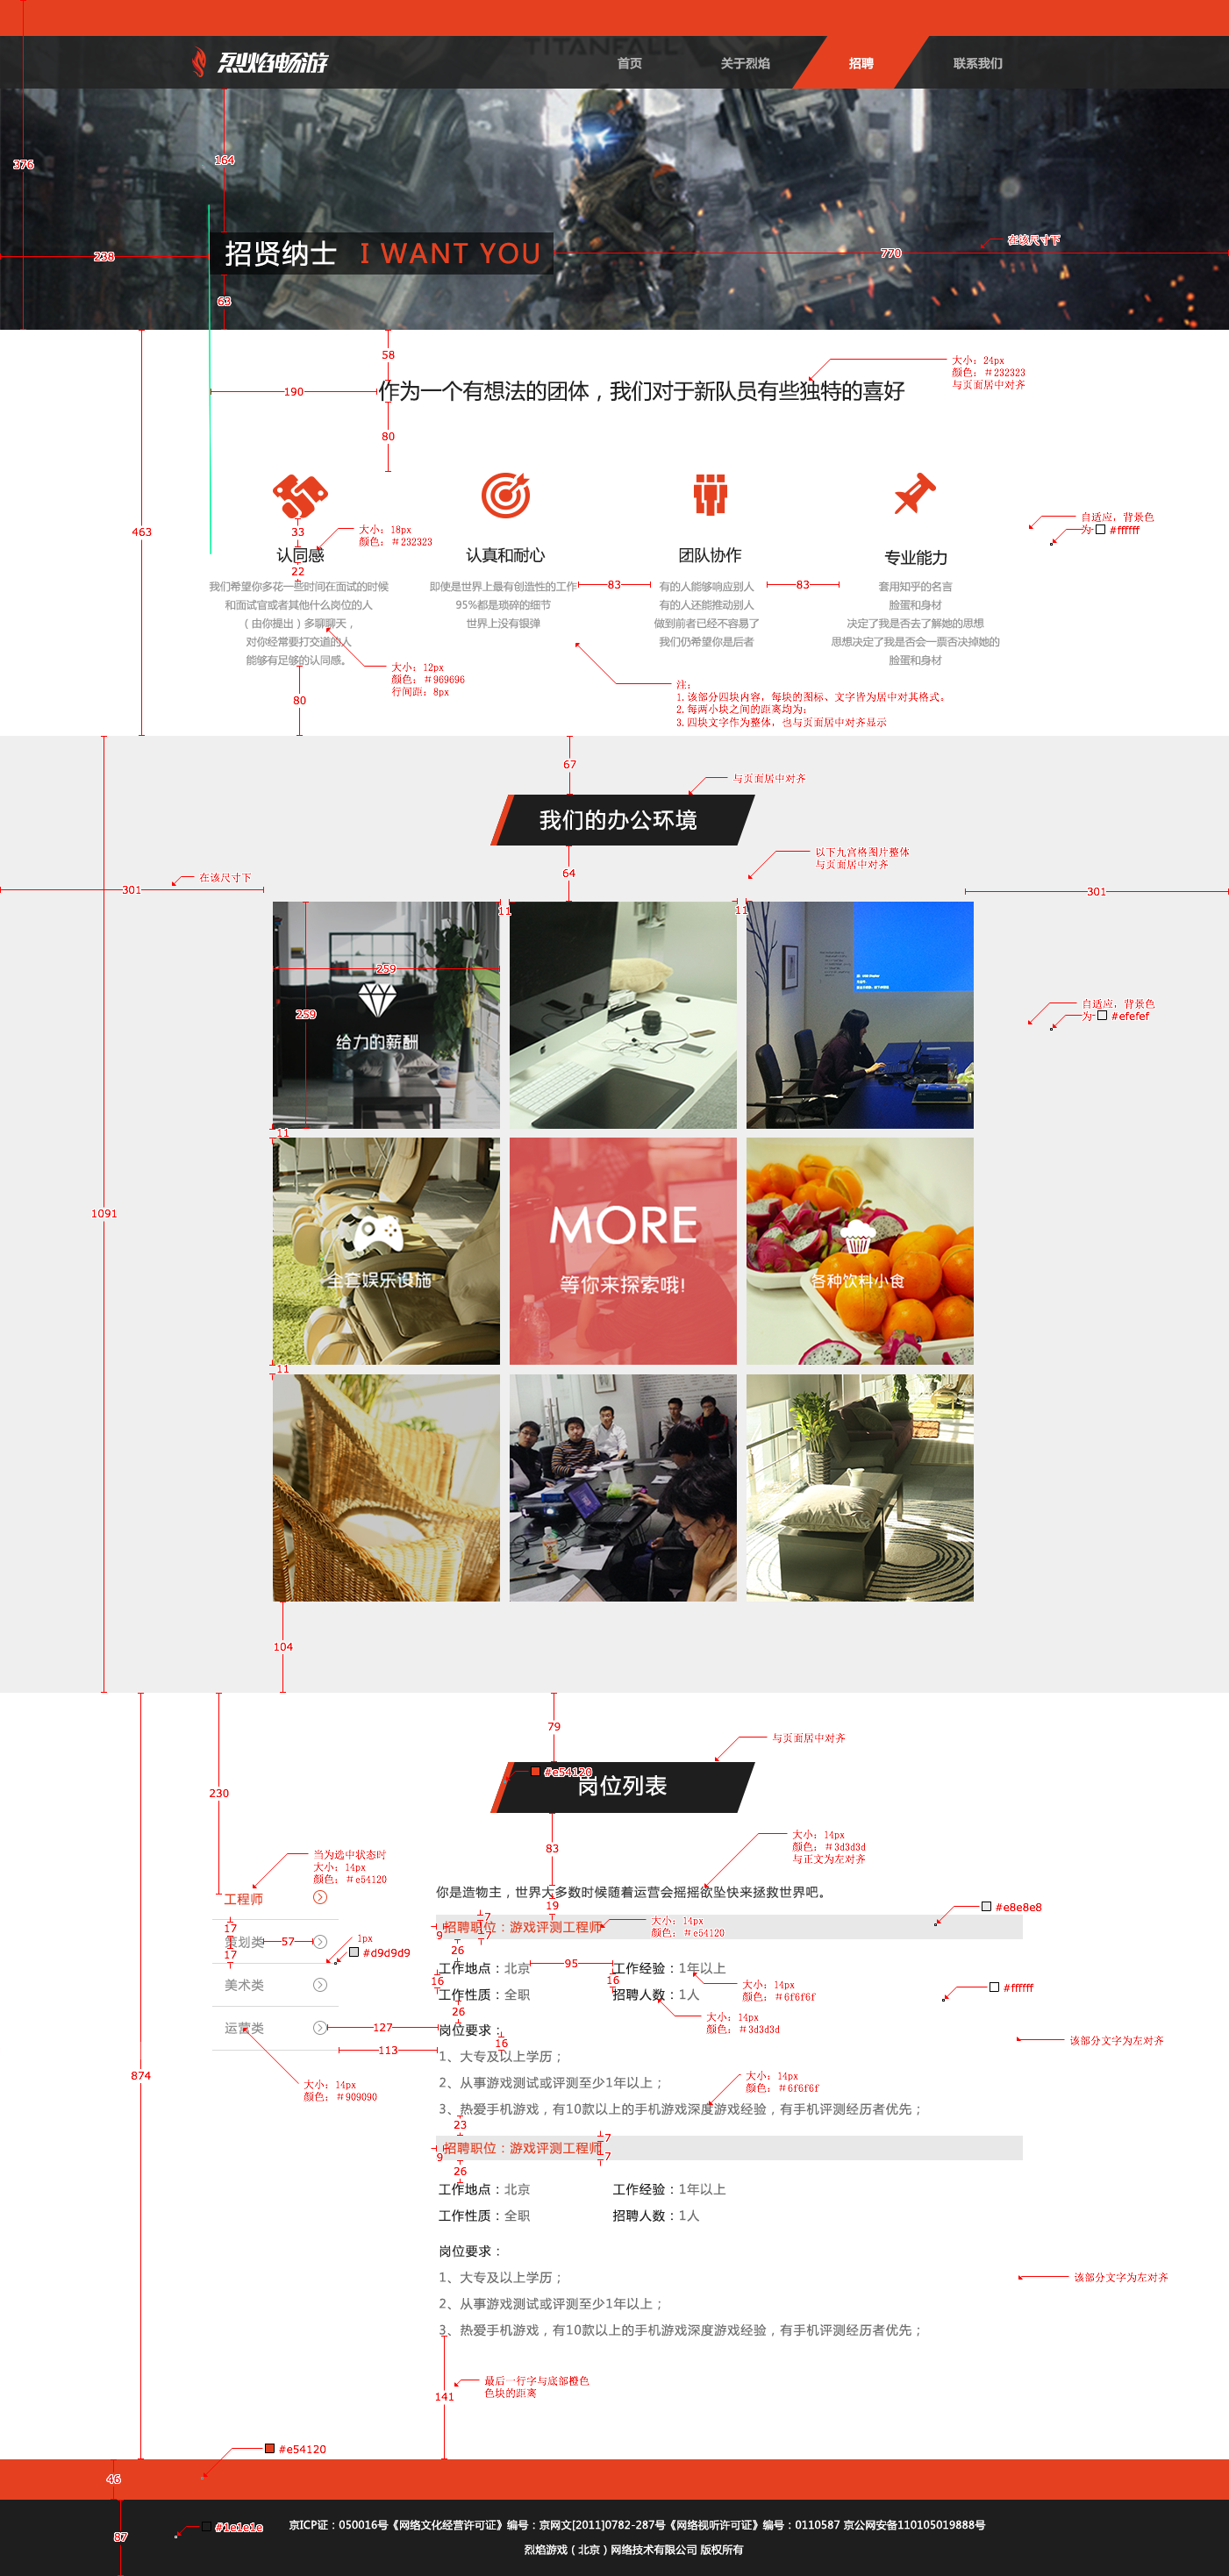 TITANFALL
烈焰畅游
首页
关于烈焰
招聘
联系我们
376
164
在该尺寸下
238
招贤纳士 I WANT YOU
770
63
58
大小：24px
颜色：#232323
与页面居中对齐
190
作为一个有想法的团体，我们对于新队员有些独特的喜好
80
463
33
大小：18px
颜色：#232323
自适应，背景色
为- #ffffff
认同感
认真和耐心
团队协作
专业能力
22
83
83
我们希望你多花一些时间在面试的时候
和面试官或者其他什么岗位的人
（由你提出）多聊聊天，
对你经常要打交道的人
能够有足够的认同感。
即使是世界上最有创造性的工作
95%都是琐碎的细节
世界上没有银弹
有的人能够响应别人
有的人还能推动别人
做到前者已经不容易了
我们仍希望你是后者
套用知乎的名言
脸蛋和身材
决定了我是否去了解她的思想
思想决定了我是否会一票否决掉她的
脸蛋和身材
大小：12px
颜色：#969696
行间距：8px
80
注：
1.该部分四块内容，每块的图标、文字皆为居中对其格式。
2.每两小块之间的距离均为：
3.四块文字作为整体，也与页面居中对齐显示
67
与页面居中对齐
我们的办公环境
64
以下九宫格图片整体
与页面居中对齐
在该尺寸下
301
301
11
11
259
259
给力的薪酬
自适应，背景色
为- #efefef
11
1091
全套娱乐设施
MORE
等你来探索哦!
各种饮料小食
11
104
79
与页面居中对齐
#e54120
岗位列表
230
83
大小：14px
颜色：#3d3d3d
与正文为左对齐
当为选中状态时
大小：14px
颜色：#e54120
工程师
17
策划类
57
17
1px
#d9d9d9
美术类
运营类
127
113
大小：14px
颜色：#909090
874
你是造物主，世界大多数时候随着运营会摇摇欲坠快来拯救世界吧。
19
#e8e8e8
7
9
招聘职位：游戏评测工程师
7
大小：14px
颜色：#e54120
26
95
工作地点：北京
工作经验：1年以上
16
16
大小：14px
颜色：#6f6f6f
#ffffff
工作性质：全职
招聘人数：1人
26
大小：14px
颜色：#3d3d3d
岗位要求：
16
该部分文字为左对齐
1、大专及以上学历；
2、从事游戏测试或评测至少1年以上；
大小：14px
颜色：#6f6f6f
3、热爱手机游戏，有10款以上的手机游戏深度游戏经验，有手机评测经历者优先；
23
7
9
招聘职位：游戏评测工程师
7
26
工作地点：北京
工作经验：1年以上
工作性质：全职
招聘人数：1人
岗位要求：
1、大专及以上学历；
该部分文字为左对齐
2、从事游戏测试或评测至少1年以上；
3、热爱手机游戏，有10款以上的手机游戏深度游戏经验，有手机评测经历者优先；
最后一行字与底部橙色
色块的距离
141
#e54120
46
#1e1e1e
87
京ICP证：050016号《网络文化经营许可证》编号：京网文[2011]0782-287号《网络视听许可证》编号：0110587 京公网安备110105019888号
烈焰游戏（北京）网络技术有限公司 版权所有